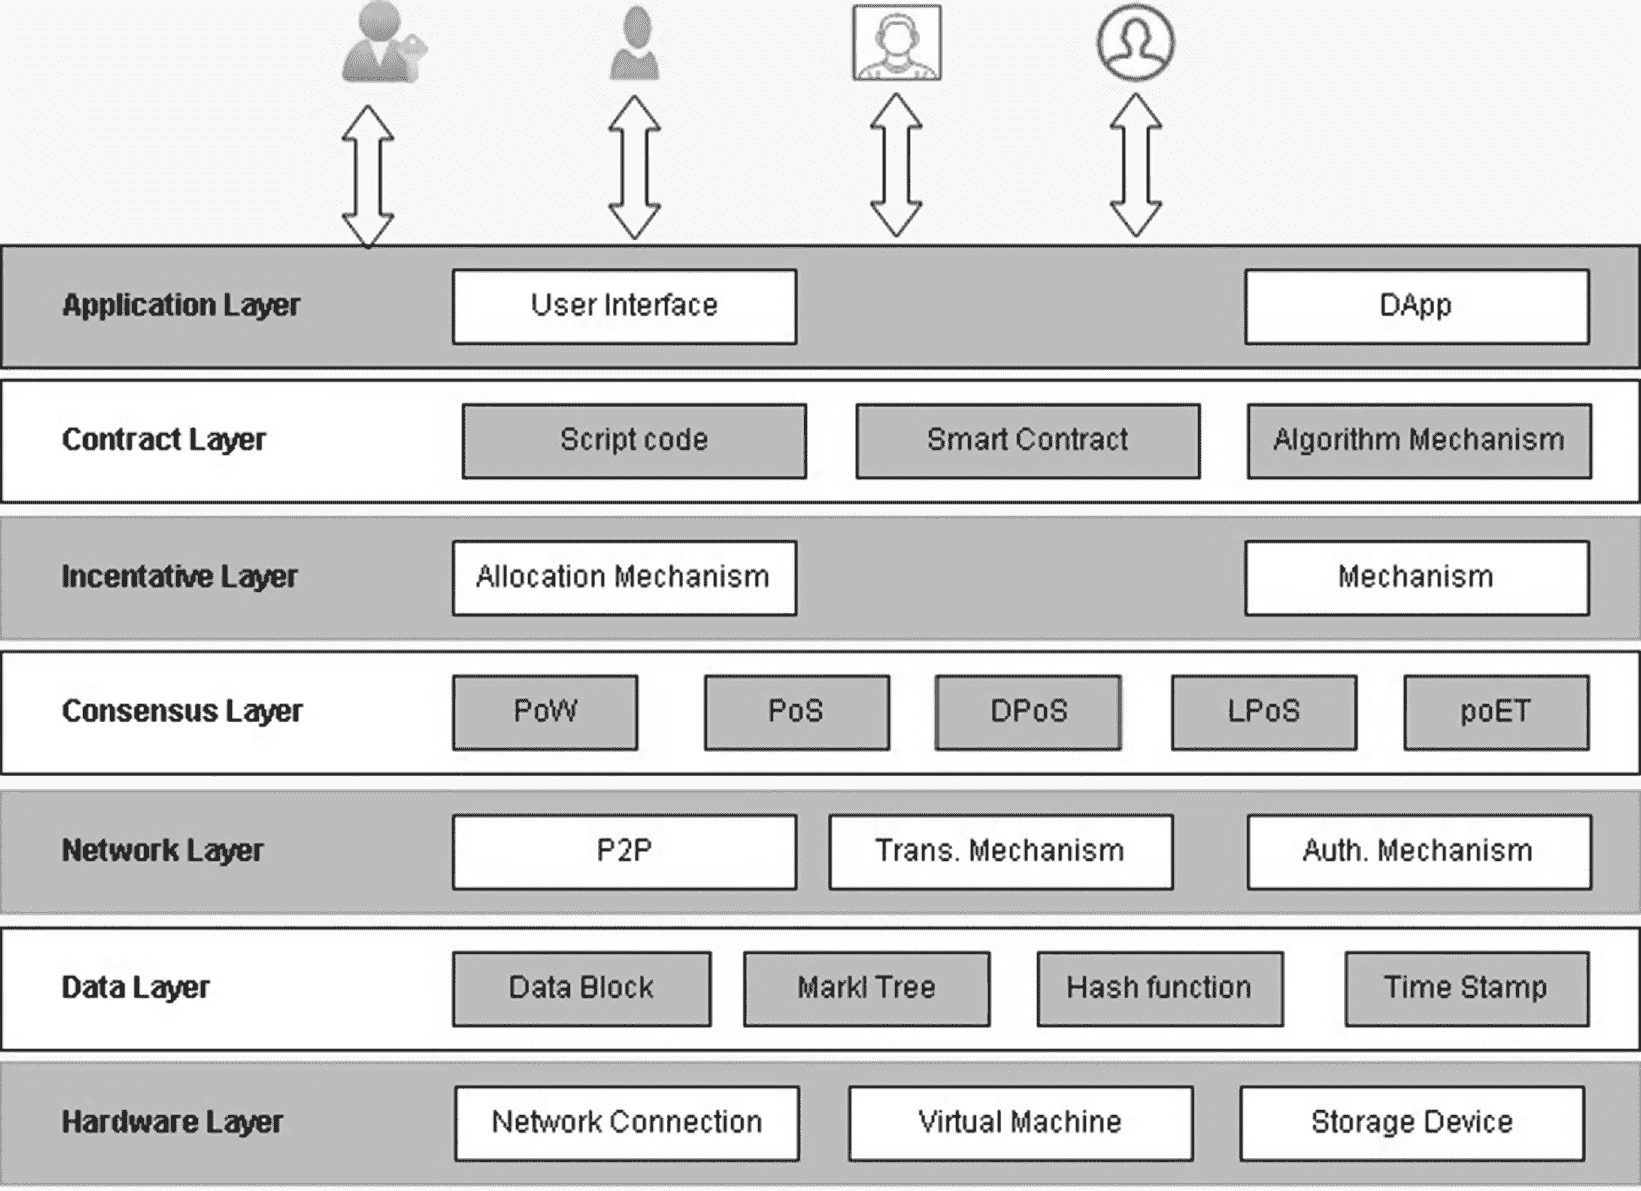 Application Layer
User Interface
DApp
Contract Layer
Script code
Smart Contract
Algorithm Mechanism
Incentative Layer
Allocation Mechanism
Mechanism
Consensus Layer
PoW
PoS
DPoS
LPoS
poET
Network Layer
P2P
Trans. Mechanism
Auth. Mechanism
Data Layer
Data Block
Markl Tree
Hash function
Time Stamp
Hardware Layer
Network Connection
Virtual Machine
Storage Device